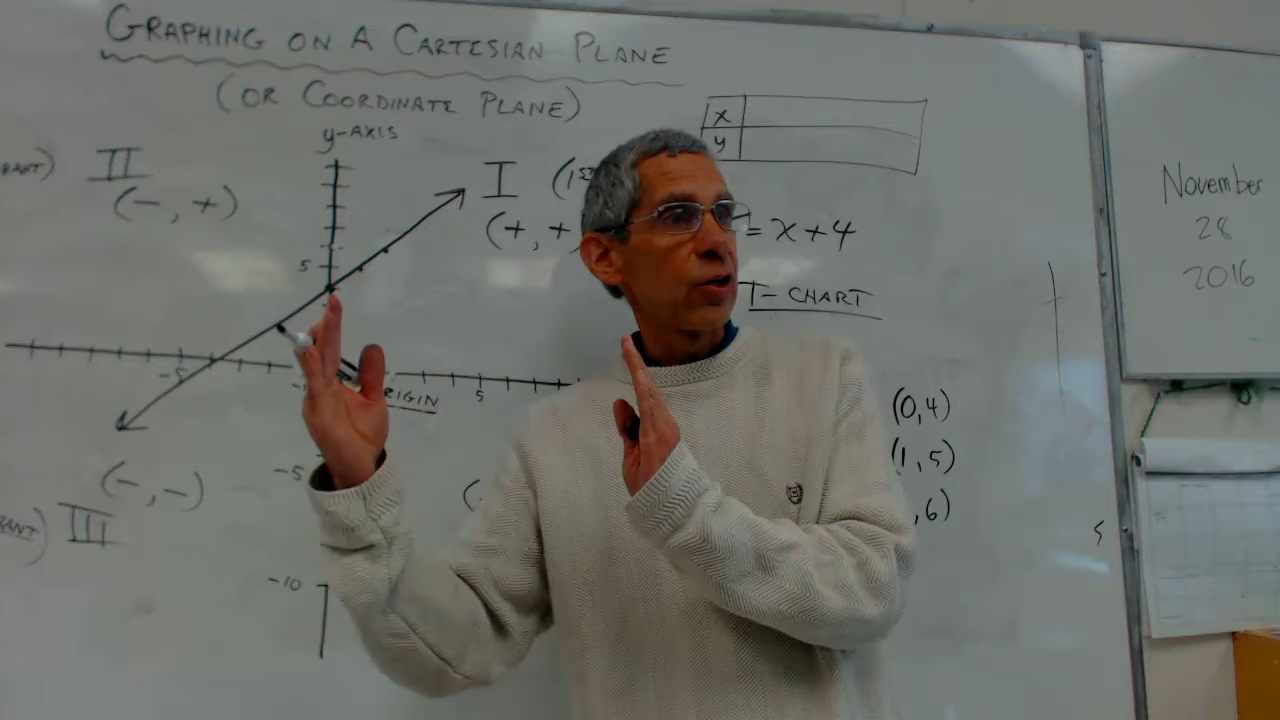 GRAPHING ON A CARTESIAN PLANE
(OR COORDINATE PLANE)
y-AXIS
x
y
II
I (1ST
(-, +)
(+, +
= x+4
5
T-CHART
-5
5
(0,4)
(1,5)
,6)
-5
(-,-)
III
-10
November
28
2016